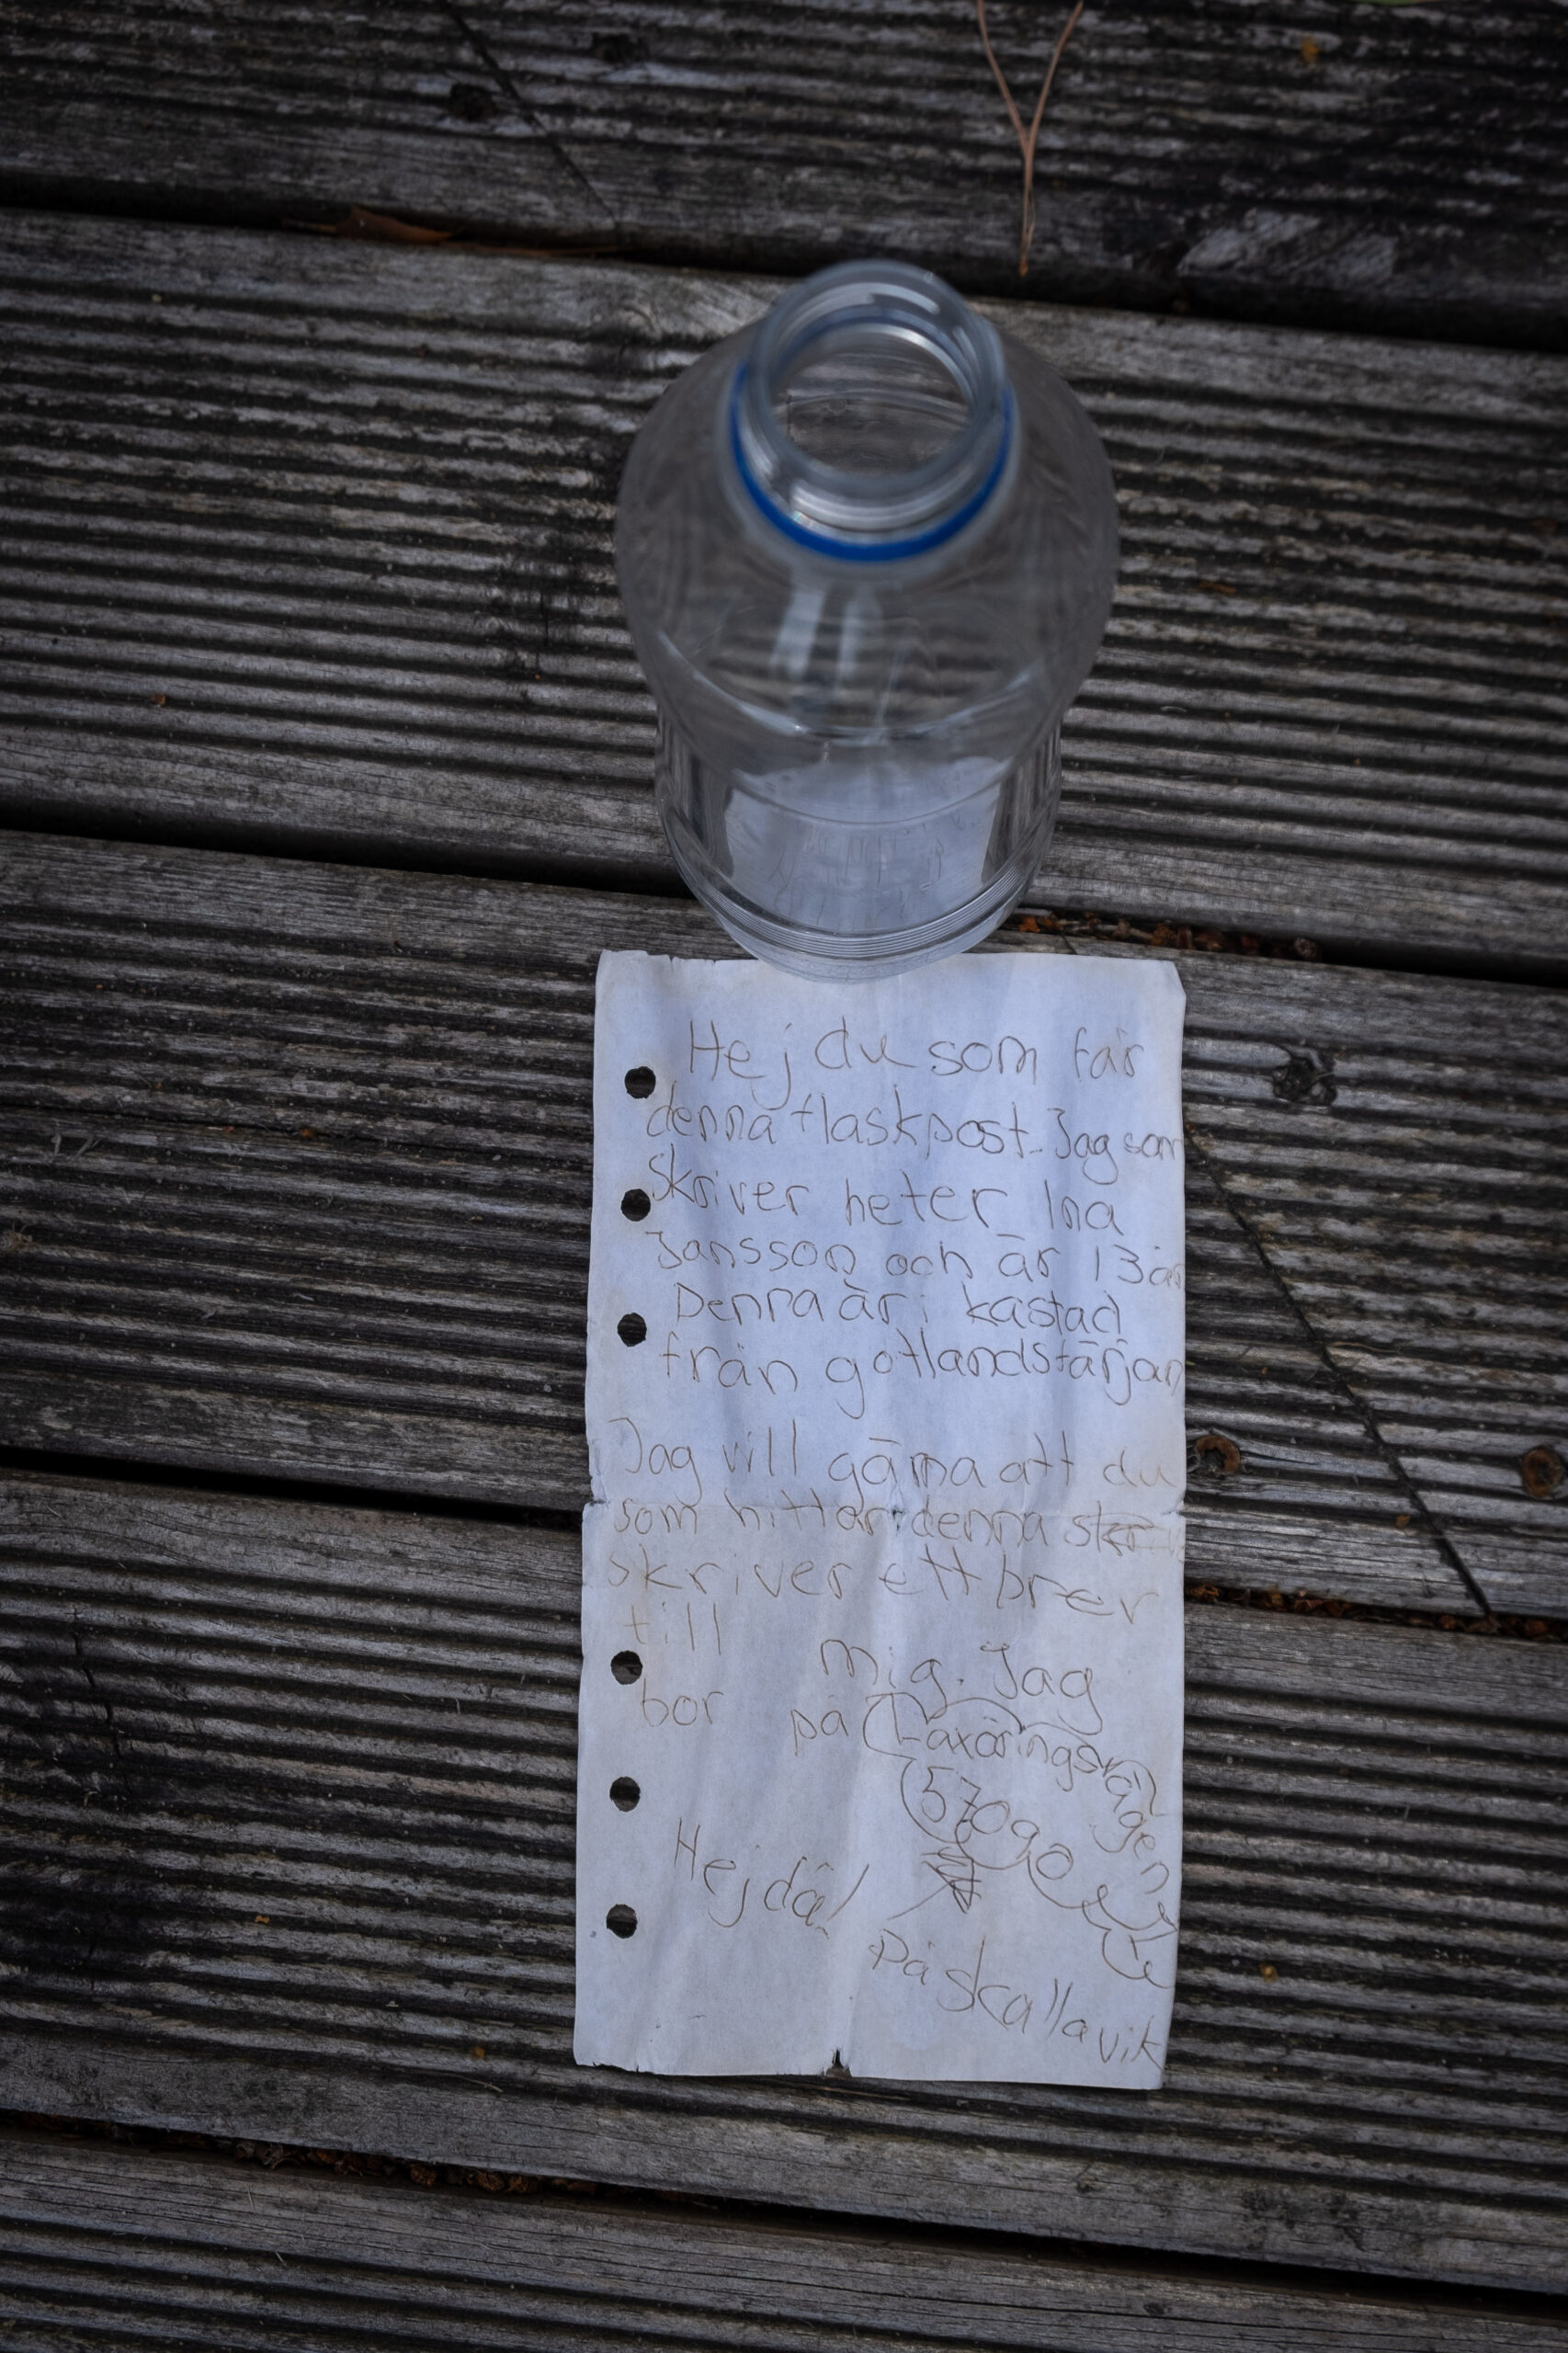 Hej du som får
denna flaskpost. Jag som
skriver heter Ina
Jansson och är 13 år
Denna är i kastad
från gotlandsfärjan
Jag vill gärna att du
som hittar denna
skriver ett brev
till mig. Jag
bor på Laxöringsvägen
57090
Hejdå!
Påskallavik